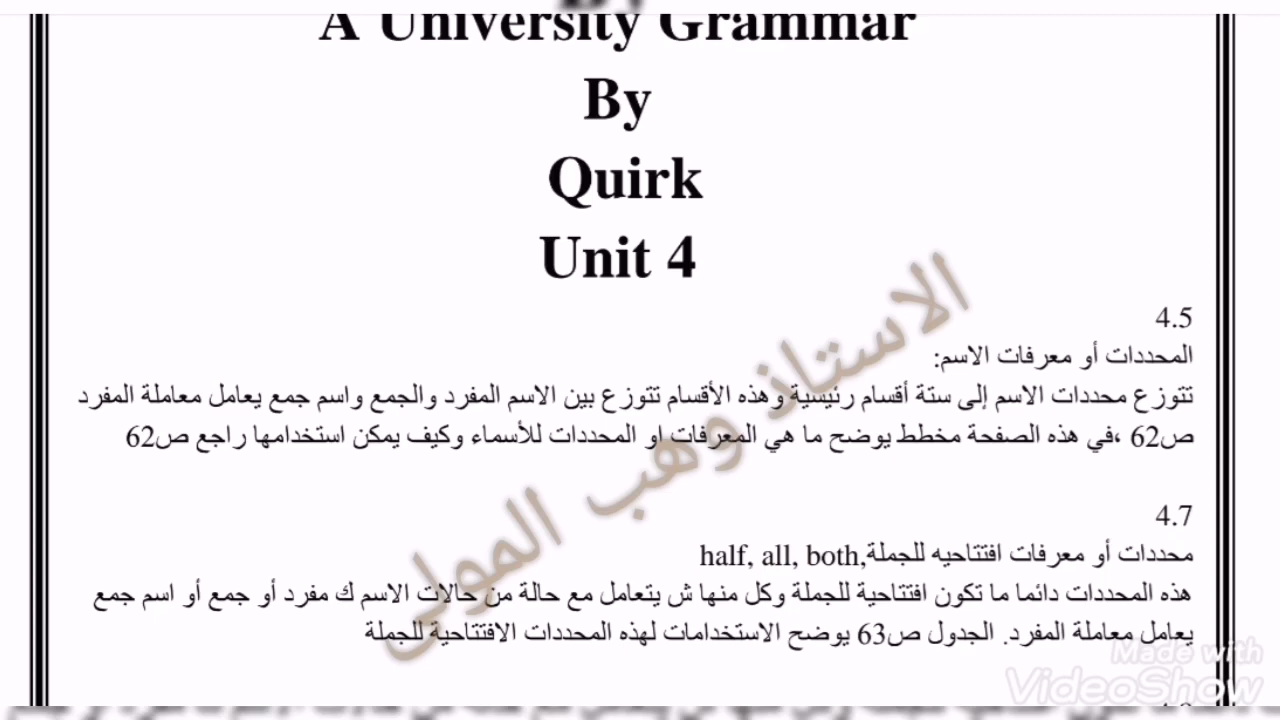 A University Grammar
By
Quirk
Unit 4
4.5
المحددات أو معرفات الاسم:
تتوزع محددات الاسم إلى ستة أقسام رئيسية وهذه الأقسام تتوزع بين الاسم المفرد والجمع واسم جمع يعامل معاملة المفرد
ص62 ،في هذه الصفحة مخطط يوضح ما هي المعرفات او المحددات للأسماء وكيف يمكن استخدامها راجع ص62
4.7
محددات أو معرفات افتتاحيه للجملة,half, all, both
هذه المحددات دائما ما تكون افتتاحية للجملة وكل منها ش يتعامل مع حالة من حالات الاسم ك مفرد أو جمع أو اسم جمع
يعامل معاملة المفرد. الجدول ص63 يوضح الاستخدامات لهذه المحددات الافتتاحية للجملة
الاستاذ وهب المولى
Made with
VideoShow